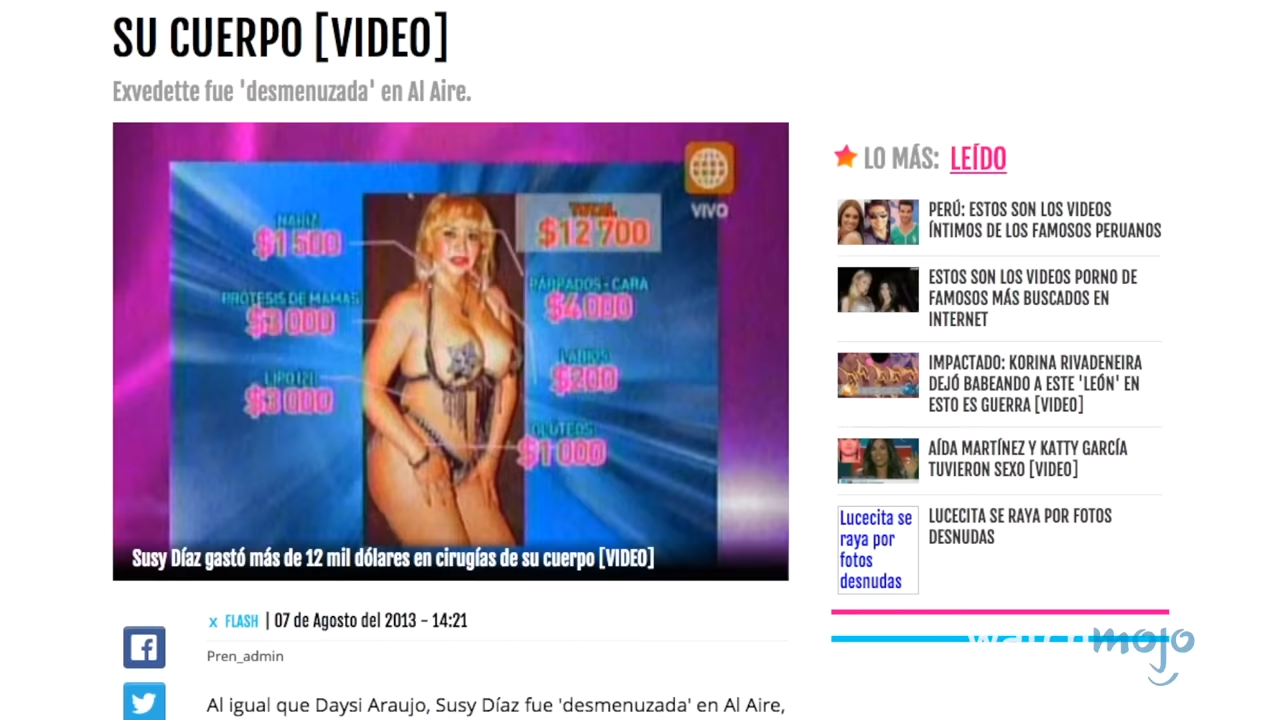 SU CUERPO [VIDEO]
Exvedette fue 'desmenuzada' en Al Aire.
VIVO
NARIZ
$1 500
TOTAL
$12 700
PRÓTESIS DE MAMAS
$3 000
PÁRPADOS - CARA
$4 000
LIPO
$3 000
LABIOS
$200
GLÚTEOS
$1 000
Susy Díaz gastó más de 12 mil dólares en cirugías de su cuerpo [VIDEO]
x FLASH | 07 de Agosto del 2013 - 14:21
Pren_admin
Al igual que Daysi Araujo, Susy Díaz fue 'desmenuzada' en Al Aire,
LO MÁS: LEÍDO
PERÚ: ESTOS SON LOS VIDEOS
ÍNTIMOS DE LOS FAMOSOS PERUANOS
ESTOS SON LOS VIDEOS PORNO DE
FAMOSOS MÁS BUSCADOS EN
INTERNET
IMPACTADO: KORINA RIVADENEIRA
DEJÓ BABEANDO A ESTE 'LEÓN' EN
ESTO ES GUERRA [VIDEO]
AÍDA MARTÍNEZ Y KATTY GARCÍA
TUVIERON SEXO [VIDEO]
Lucecita se
raya por
fotos
desnudas
LUCECITA SE RAYA POR FOTOS
DESNUDAS
watchmojo